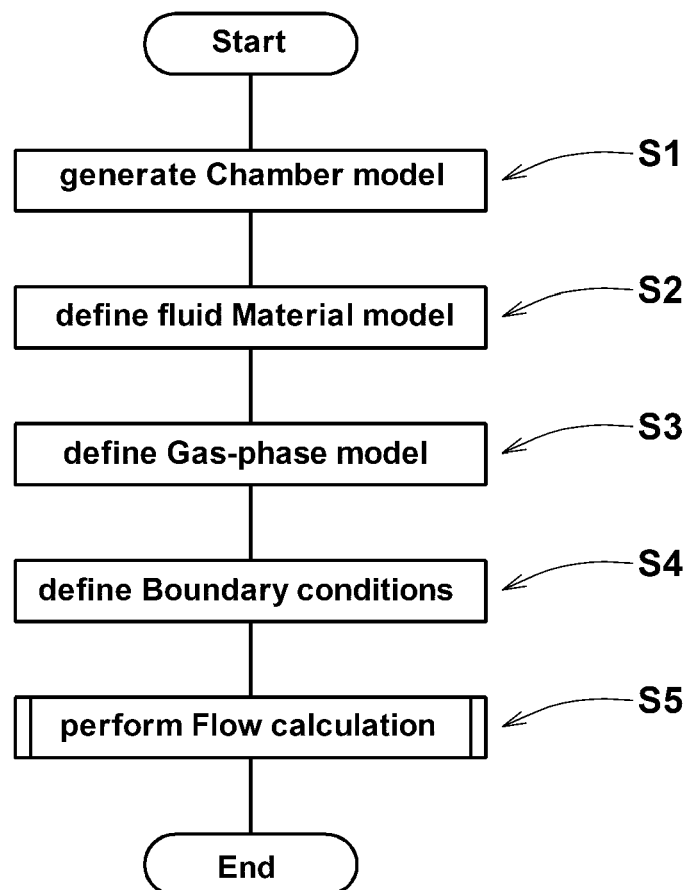 Start
generate Chamber model
S1
define fluid Material model
S2
define Gas-phase model
S3
define Boundary conditions
S4
perform Flow calculation
S5
End